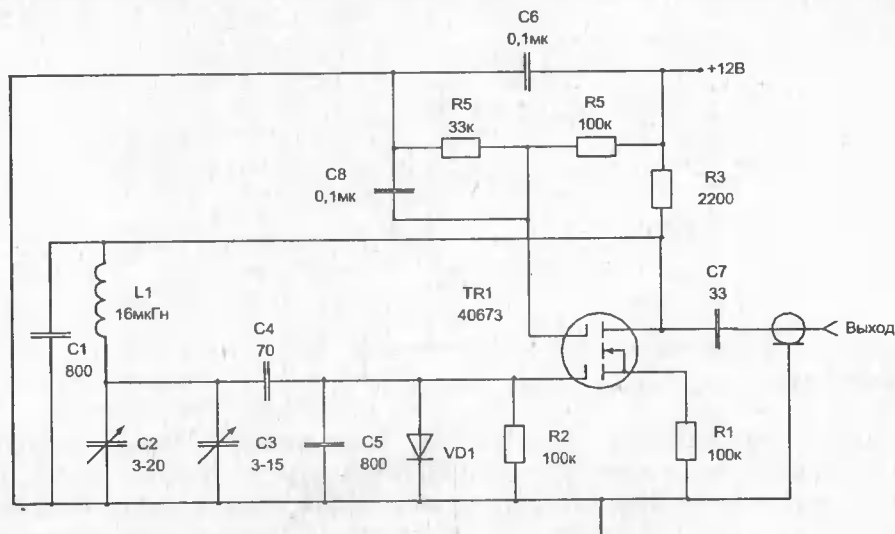 C6
0,1мк
+12В
R5
33к
R5
100к
C8
0,1мк
R3
2200
L1
16мкГн
TR1
40673
C7
33
Выход
C1
800
C4
70
C2
3-20
C3
3-15
C5
800
VD1
R2
100к
R1
100к